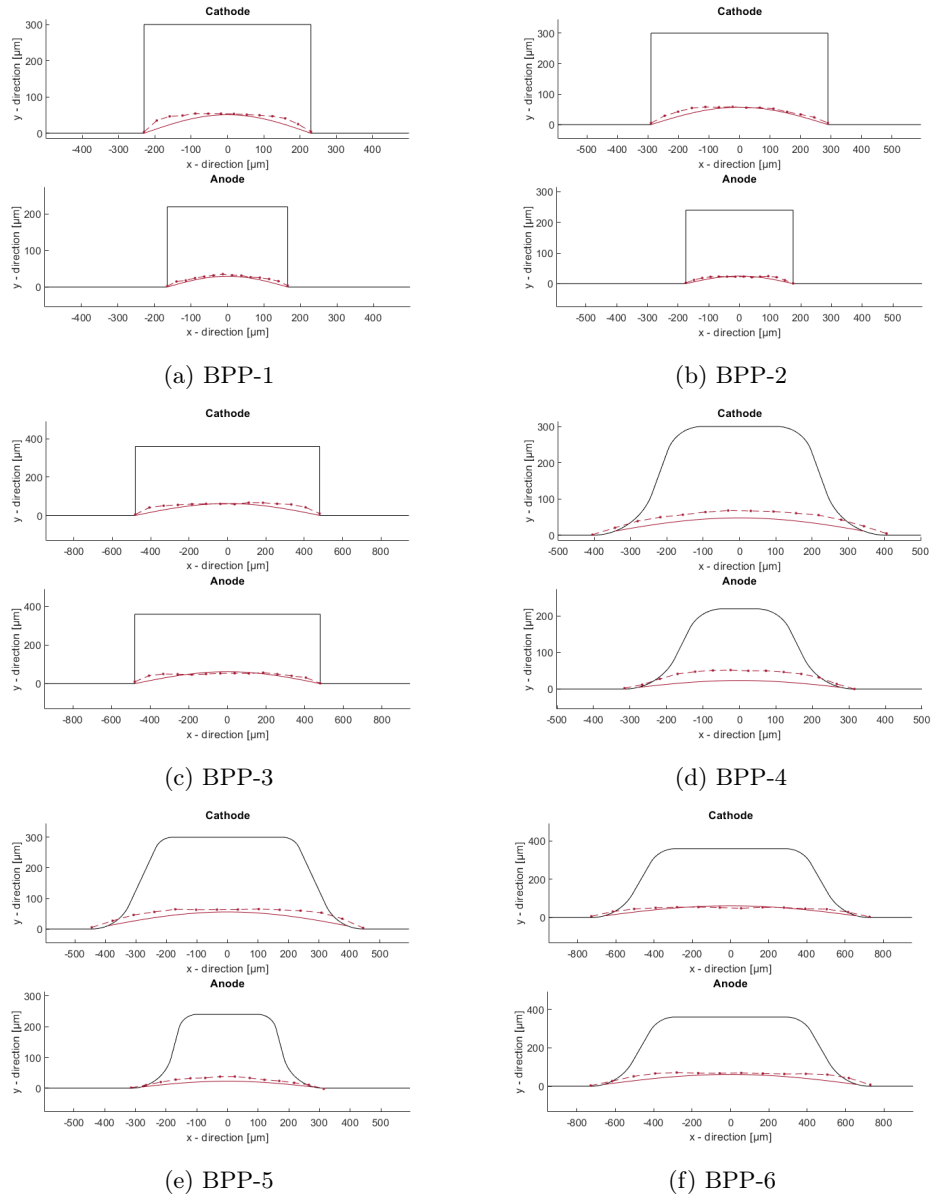 Cathode
Cathode
300
200
100
0
y - direction [µm]
-400 -300 -200 -100 0 100 200 300 400
x - direction [µm]
300
200
100
0
y - direction [µm]
-500 -400 -300 -200 -100 0 100 200 300 400 500
x - direction [µm]
Anode
Anode
200
100
0
y - direction [µm]
-400 -300 -200 -100 0 100 200 300 400
x - direction [µm]
300
200
100
0
y - direction [µm]
-500 -400 -300 -200 -100 0 100 200 300 400 500
x - direction [µm]
(a) BPP-1
(b) BPP-2
Cathode
Cathode
400
200
0
y - direction [µm]
-800 -600 -400 -200 0 200 400 600 800
x - direction [µm]
300
200
100
0
y - direction [µm]
-500 -400 -300 -200 -100 0 100 200 300 400 500
x - direction [µm]
Anode
Anode
400
200
0
y - direction [µm]
-800 -600 -400 -200 0 200 400 600 800
x - direction [µm]
200
100
0
y - direction [µm]
-500 -400 -300 -200 -100 0 100 200 300 400 500
x - direction [µm]
(c) BPP-3
(d) BPP-4
Cathode
Cathode
300
200
100
0
y - direction [µm]
-500 -400 -300 -200 -100 0 100 200 300 400 500
x - direction [µm]
400
200
0
y - direction [µm]
-800 -600 -400 -200 0 200 400 600 800
x - direction [µm]
Anode
Anode
300
200
100
0
y - direction [µm]
-500 -400 -300 -200 -100 0 100 200 300 400 500
x - direction [µm]
400
200
0
y - direction [µm]
-800 -600 -400 -200 0 200 400 600 800
x - direction [µm]
(e) BPP-5
(f) BPP-6